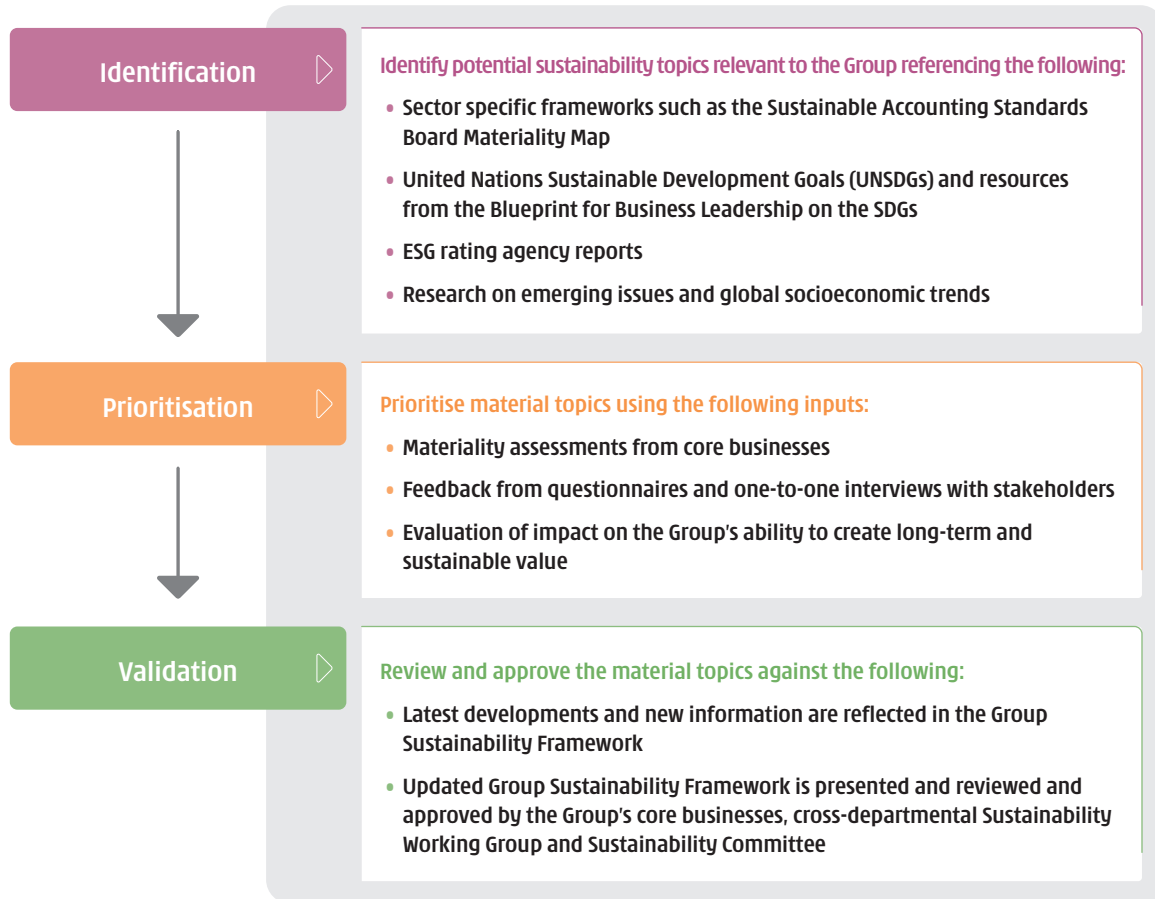 Identification
Identify potential sustainability topics relevant to the Group referencing the following:
• Sector specific frameworks such as the Sustainable Accounting Standards
Board Materiality Map
• United Nations Sustainable Development Goals (UNSDGs) and resources
from the Blueprint for Business Leadership on the SDGs
• ESG rating agency reports
• Research on emerging issues and global socioeconomic trends
Prioritisation
Prioritise material topics using the following inputs:
• Materiality assessments from core businesses
• Feedback from questionnaires and one-to-one interviews with stakeholders
• Evaluation of impact on the Group's ability to create long-term and
sustainable value
Validation
Review and approve the material topics against the following:
• Latest developments and new information are reflected in the Group
Sustainability Framework
• Updated Group Sustainability Framework is presented and reviewed and
approved by the Group's core businesses, cross-departmental Sustainability
Working Group and Sustainability Committee